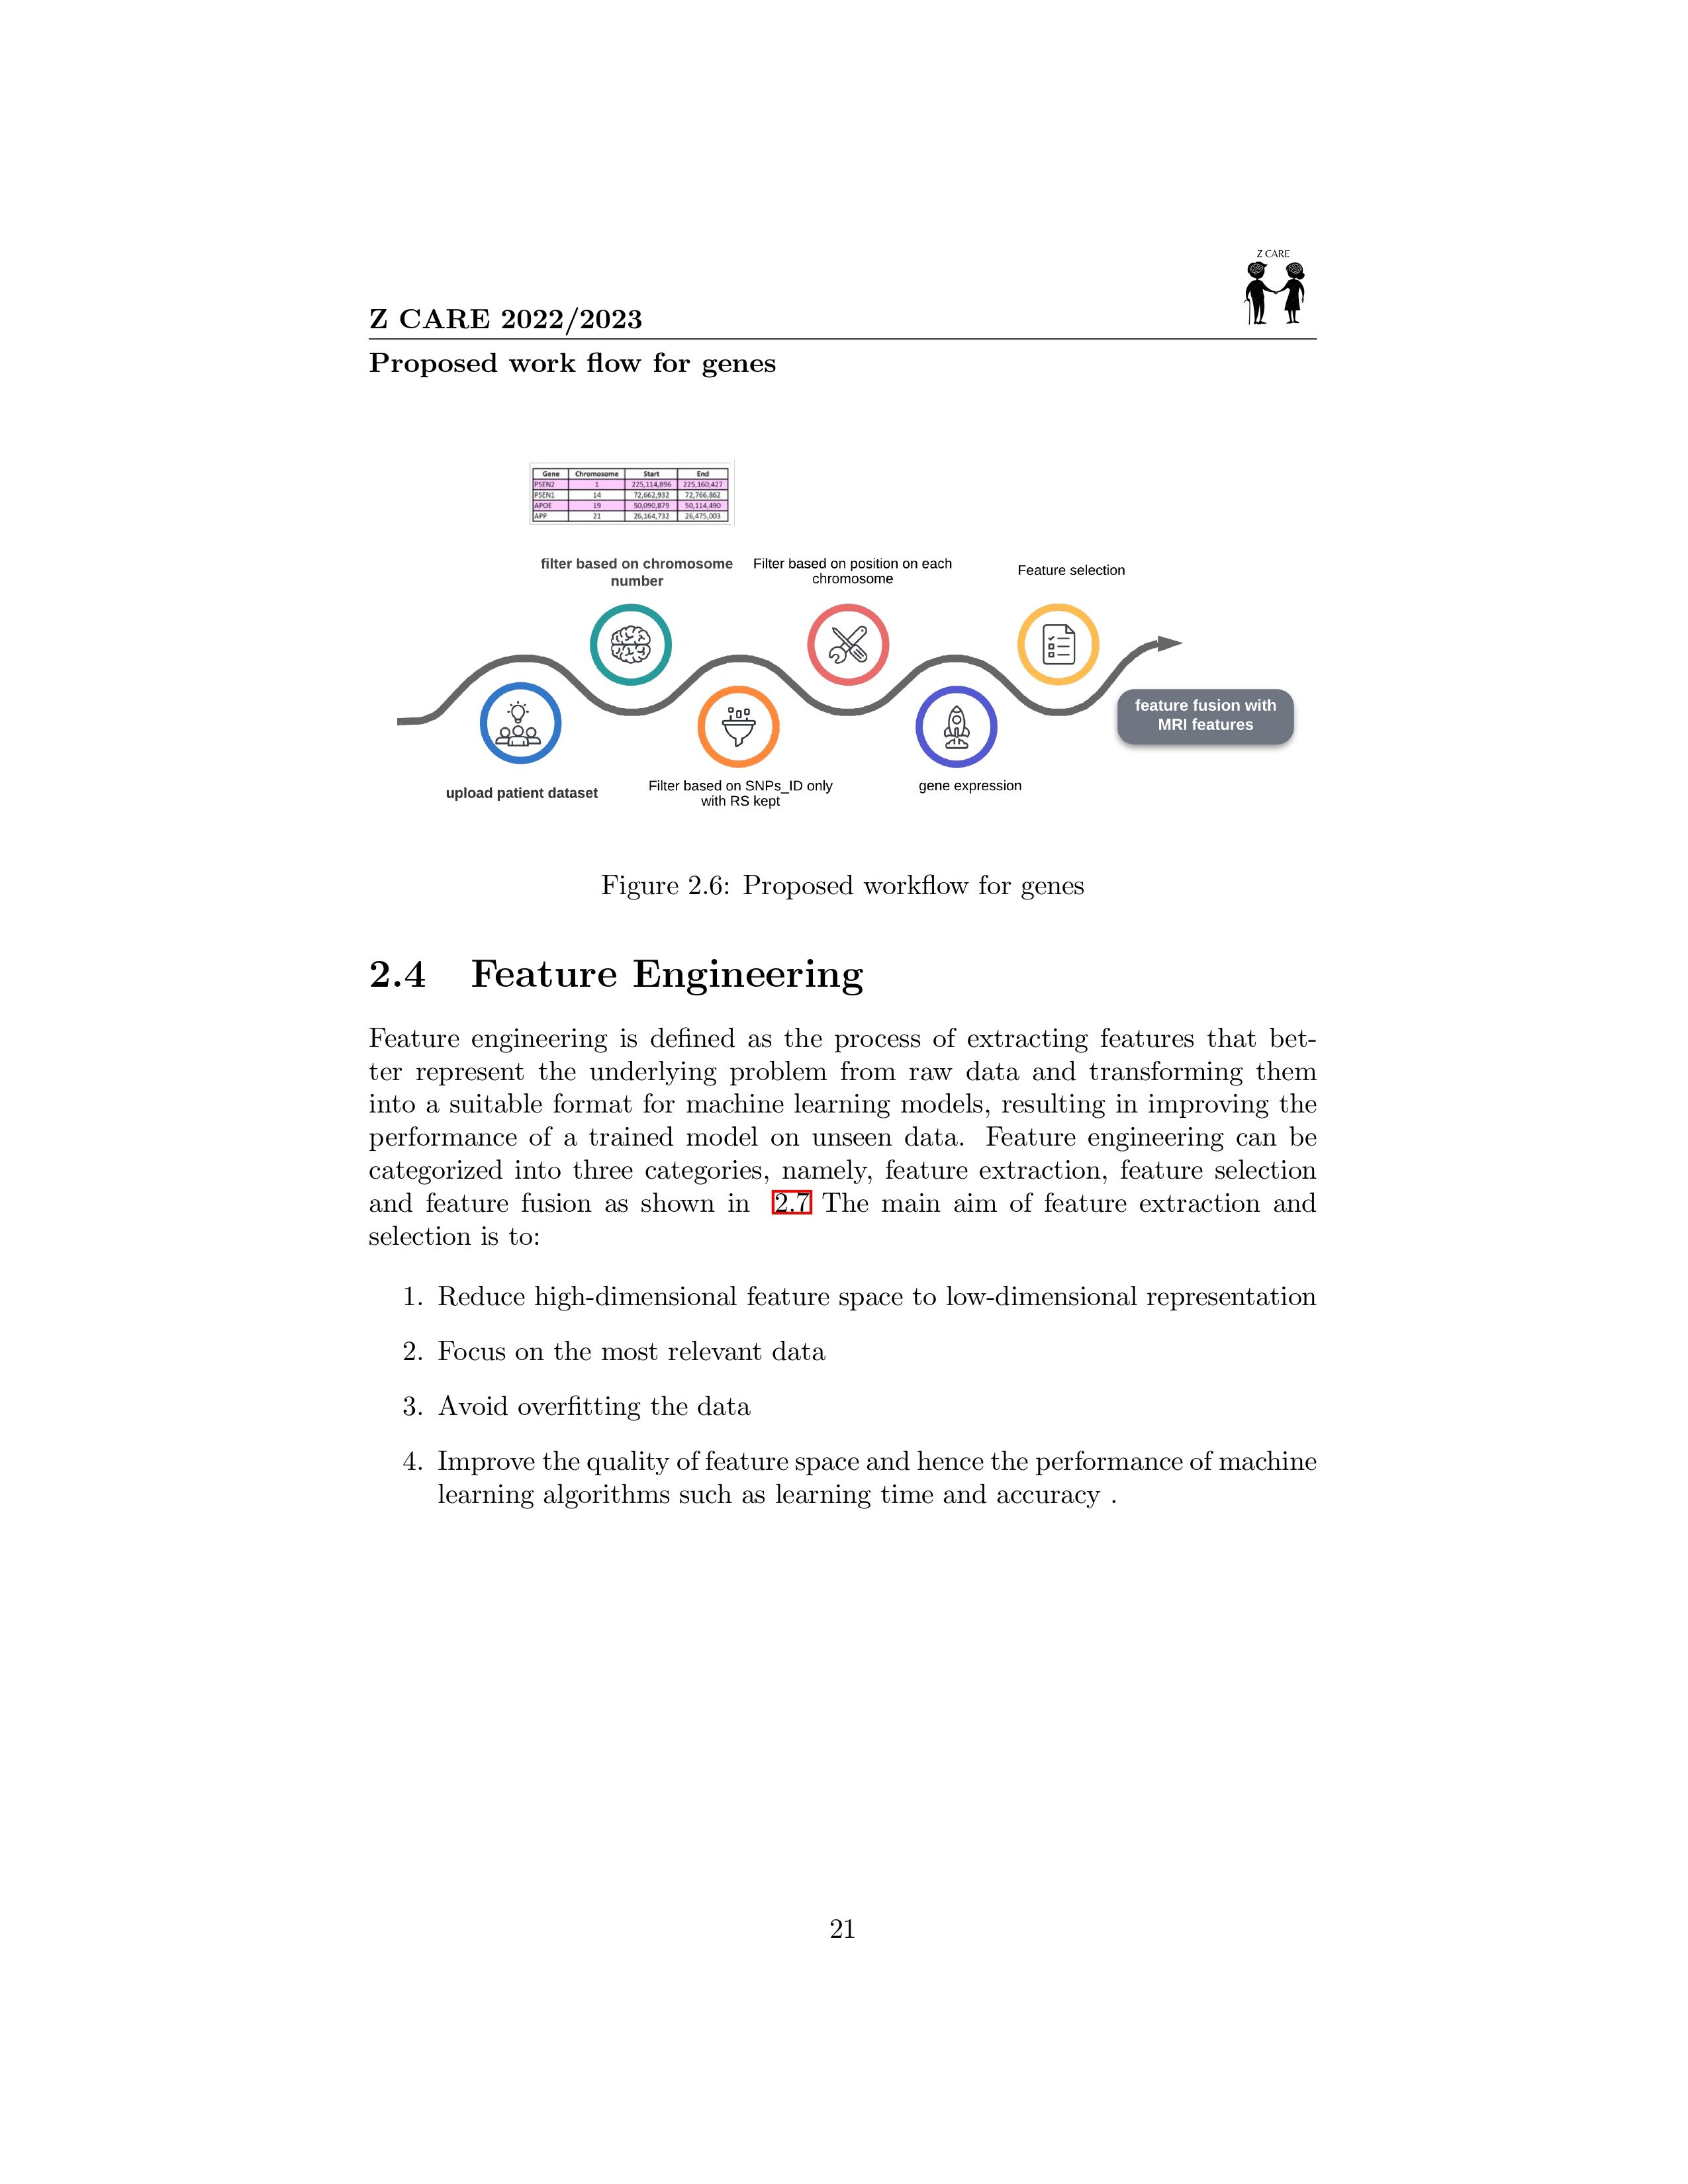 Z CARE
Z CARE 2022/2023
Proposed work flow for genes
Gene Chromosome Start End
PSEN2 1 225,114,896 225,160,427
PSEN1 14 72,662,932 72,766,862
APOE 19 50,090,879 50,114,490
APP 21 26,164,732 26,475,003
filter based on chromosome
number
Filter based on position on each
chromosome
Feature selection
feature fusion with
MRI features
upload patient dataset
Filter based on SNPs_ID only
with RS kept
gene expression
Figure 2.6: Proposed workflow for genes
2.4 Feature Engineering
Feature engineering is defined as the process of extracting features that bet-
ter represent the underlying problem from raw data and transforming them
into a suitable format for machine learning models, resulting in improving the
performance of a trained model on unseen data. Feature engineering can be
categorized into three categories, namely, feature extraction, feature selection
and feature fusion as shown in 2.7 The main aim of feature extraction and
selection is to:
1. Reduce high-dimensional feature space to low-dimensional representation
2. Focus on the most relevant data
3. Avoid overfitting the data
4. Improve the quality of feature space and hence the performance of machine
learning algorithms such as learning time and accuracy .
21